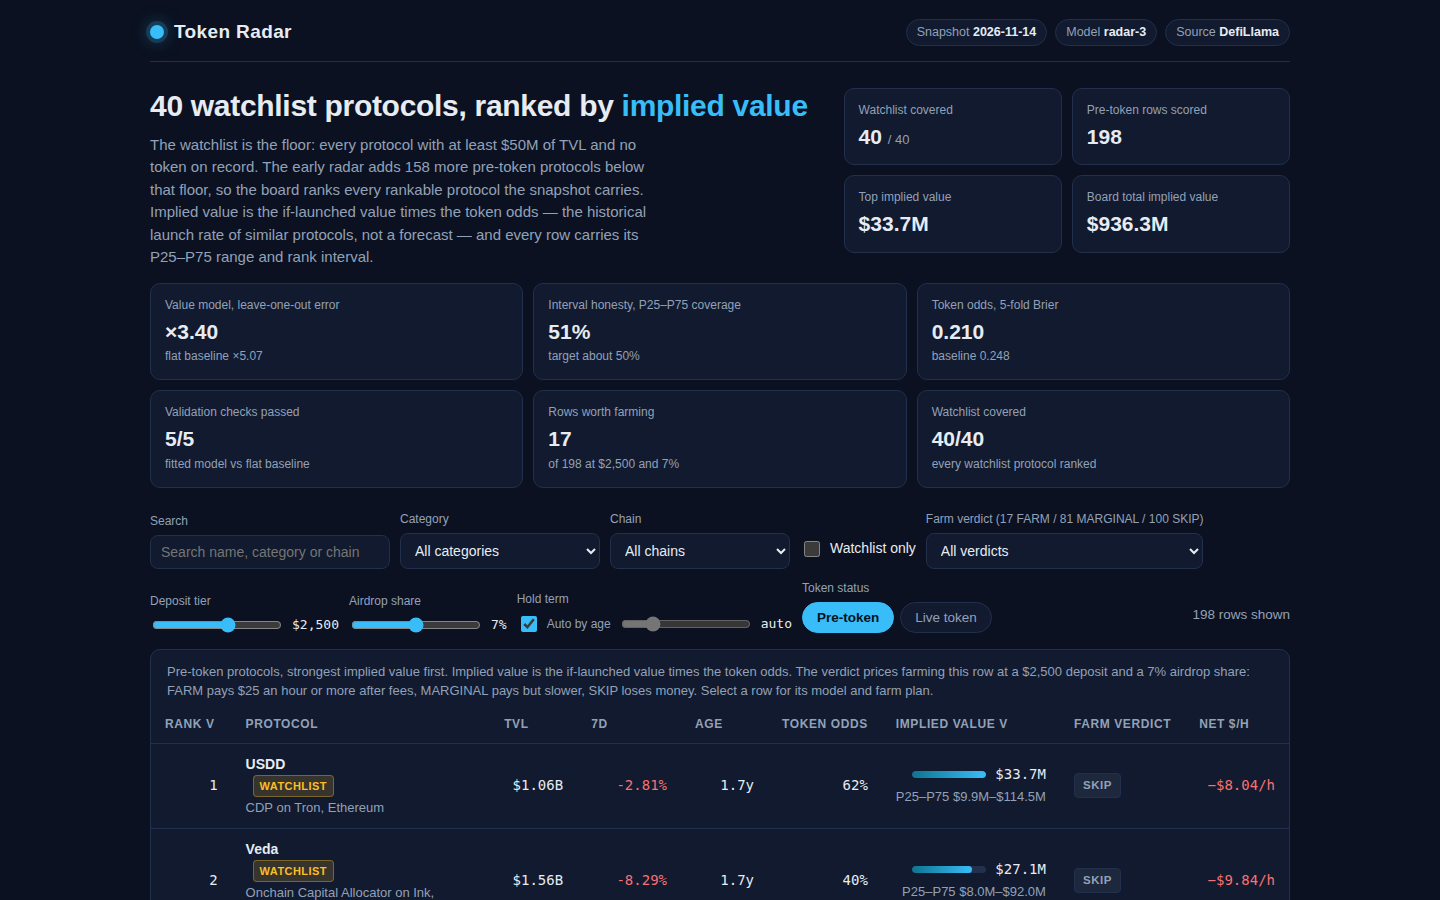 Token Radar
Snapshot 2026-11-14
Model radar-3
Source DefiLlama
40 watchlist protocols, ranked by implied value
The watchlist is the floor: every protocol with at least $50M of TVL and no
token on record. The early radar adds 158 more pre-token protocols below
that floor, so the board ranks every rankable protocol the snapshot carries.
Implied value is the if-launched value times the token odds — the historical
launch rate of similar protocols, not a forecast — and every row carries its
P25–P75 range and rank interval.
Watchlist covered
40 / 40
Pre-token rows scored
198
Top implied value
$33.7M
Board total implied value
$936.3M
Value model, leave-one-out error
×3.40
flat baseline ×5.07
Interval honesty, P25–P75 coverage
51%
target about 50%
Token odds, 5-fold Brier
0.210
baseline 0.248
Validation checks passed
5/5
fitted model vs flat baseline
Rows worth farming
17
of 198 at $2,500 and 7%
Watchlist covered
40/40
every watchlist protocol ranked
Search
Search name, category or chain
Category
All categories
Chain
All chains
Watchlist only
Farm verdict (17 FARM / 81 MARGINAL / 100 SKIP)
All verdicts
Deposit tier
$2,500
Airdrop share
7%
Hold term
Auto by age
auto
Token status
Pre-token
Live token
198 rows shown
Pre-token protocols, strongest implied value first. Implied value is the if-launched value times the token odds. The verdict prices farming this row at a $2,500 deposit and a 7% airdrop share:
FARM pays $25 an hour or more after fees, MARGINAL pays but slower, SKIP loses money. Select a row for its model and farm plan.
RANK V PROTOCOL TVL 7D AGE TOKEN ODDS IMPLIED VALUE V FARM VERDICT NET $/H
1 USDD WATCHLIST CDP on Tron, Ethereum $1.06B -2.81% 1.7y 62% $33.7M P25–P75 $9.9M–$114.5M SKIP −$8.04/h
2 Veda WATCHLIST Onchain Capital Allocator on Ink, $1.56B -8.29% 1.7y 40% $27.1M P25–P75 $8.0M–$92.0M SKIP −$9.84/h